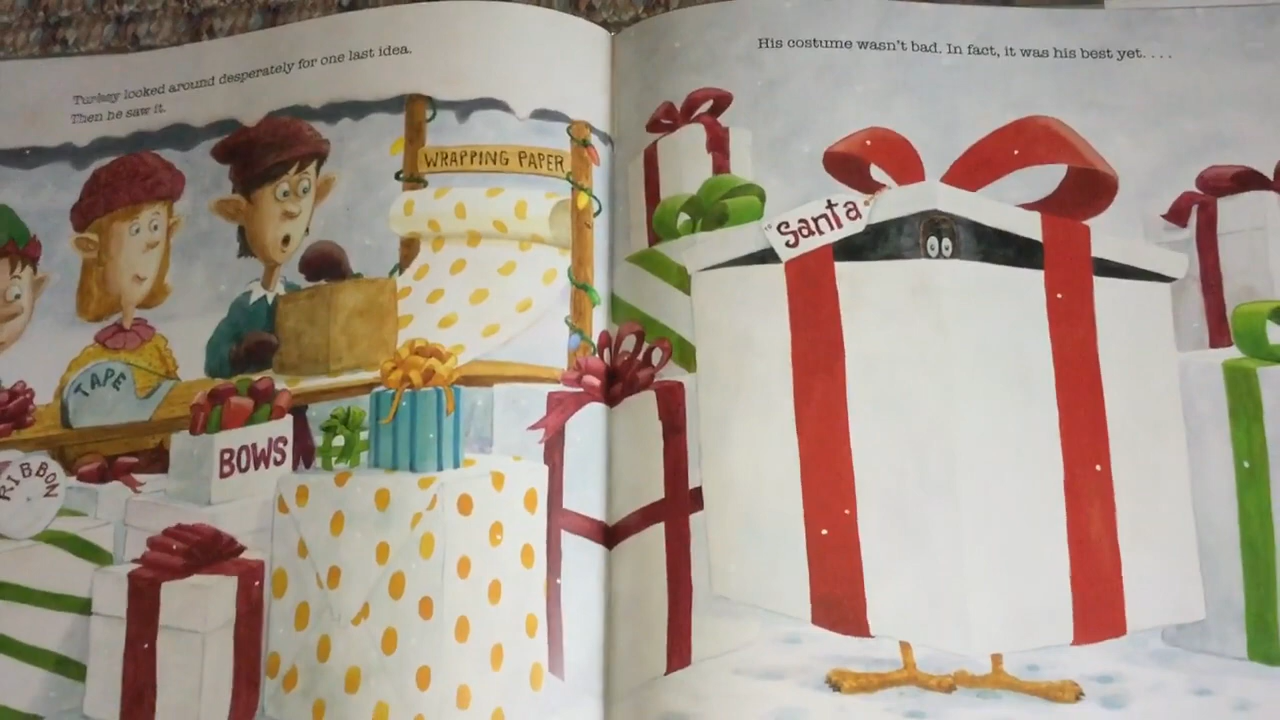 Turkey looked around desperately for one last idea.
Then he saw it.
WRAPPING PAPER
TAPE
BOWS
RIBBON
His costume wasn't bad. In fact, it was his best yet. . . .
"Santa"